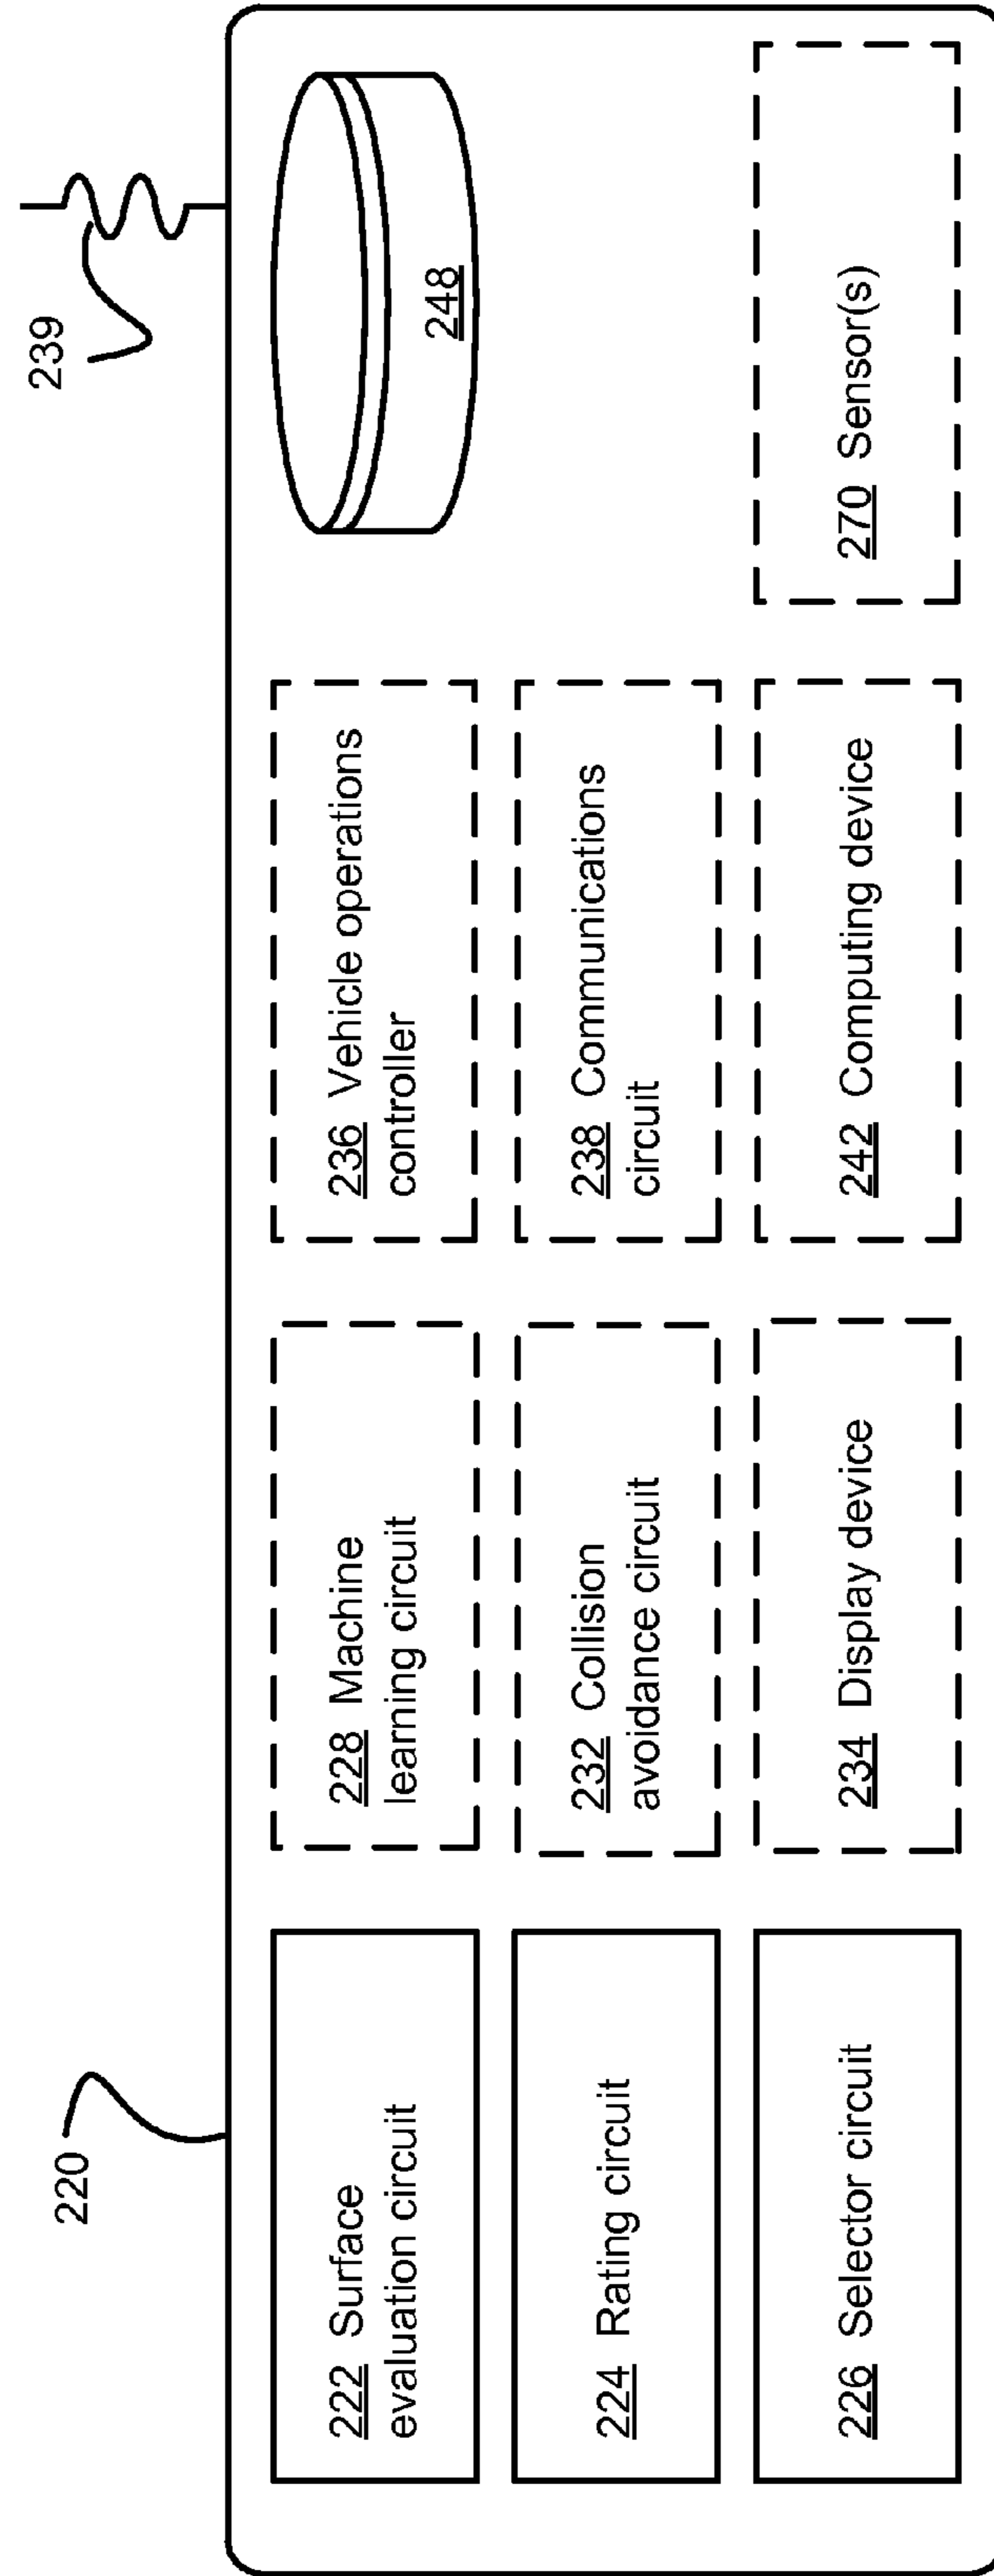 220
239
222 Surface
evaluation circuit
224 Rating circuit
226 Selector circuit
228 Machine
learning circuit
232 Collision
avoidance circuit
234 Display device
236 Vehicle operations
controller
238 Communications
circuit
242 Computing device
248
270 Sensor(s)